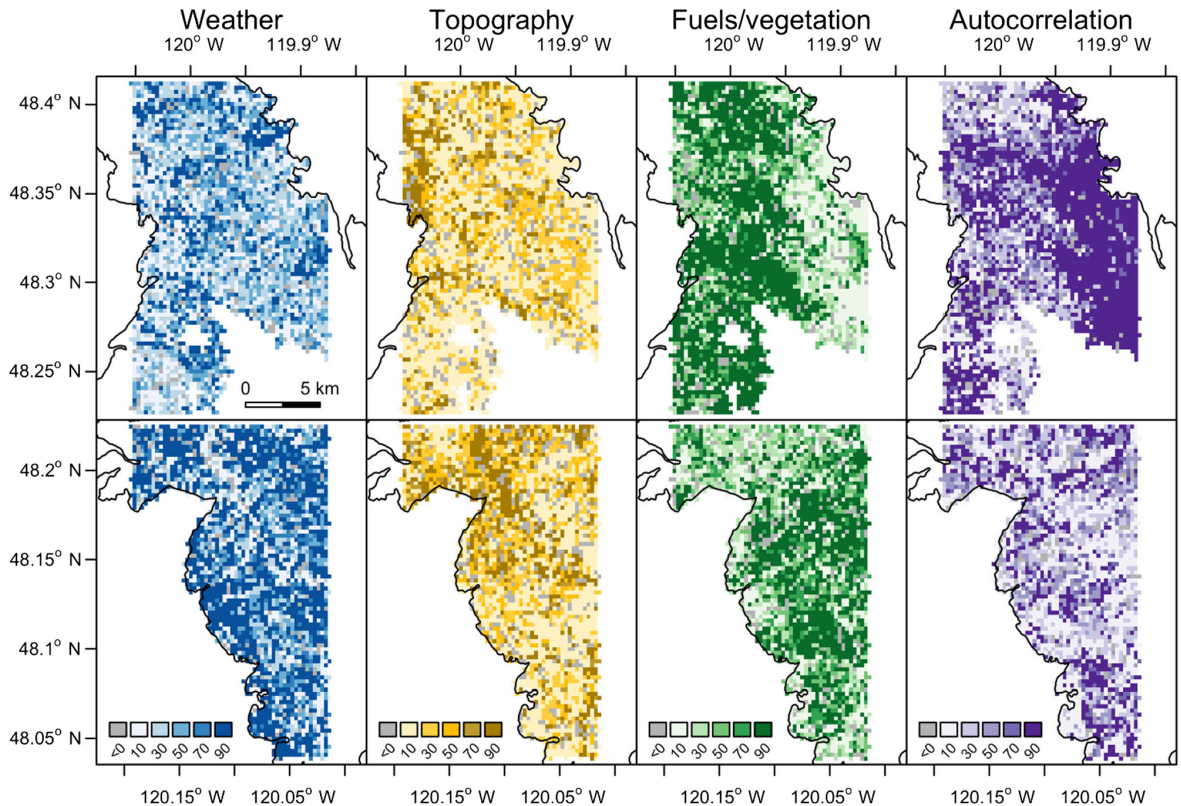 Weather Topography Fuels/vegetation Autocorrelation
120° W 119.9° W 120° W 119.9° W 120° W 119.9° W 120° W 119.9° W
48.4° N
48.35° N
48.3° N
48.25° N
0 5 km
48.2° N
48.15° N
48.1° N
48.05° N
<0 10 30 50 70 90 <0 10 30 50 70 90 <0 10 30 50 70 90 <0 10 30 50 70 90
120.15° W 120.05° W 120.15° W 120.05° W 120.15° W 120.05° W 120.15° W 120.05° W